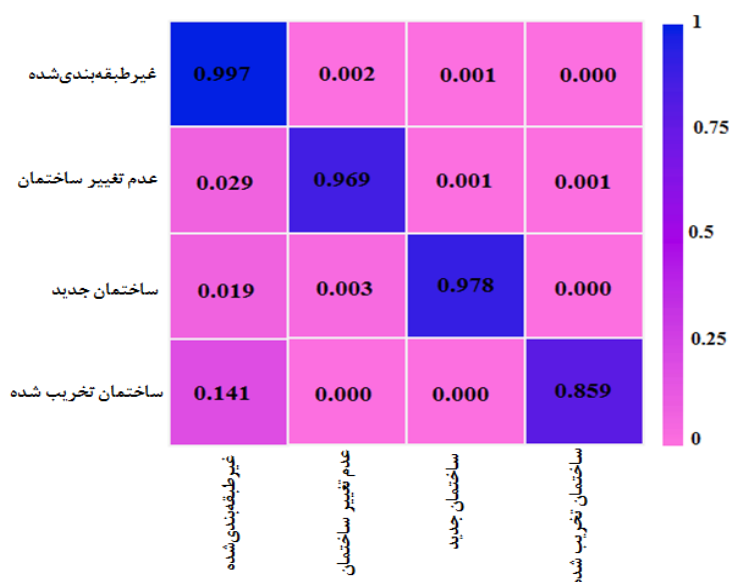 غیرطبقه‌بندی‌شده 0.997 0.002 0.001 0.000
عدم تغییر ساختمان 0.029 0.969 0.001 0.001
ساختمان جدید 0.019 0.003 0.978 0.000
ساختمان تخریب شده 0.141 0.000 0.000 0.859
غیرطبقه‌بندی‌شده
عدم تغییر ساختمان
ساختمان جدید
ساختمان تخریب شده
1
0.75
0.5
0.25
0